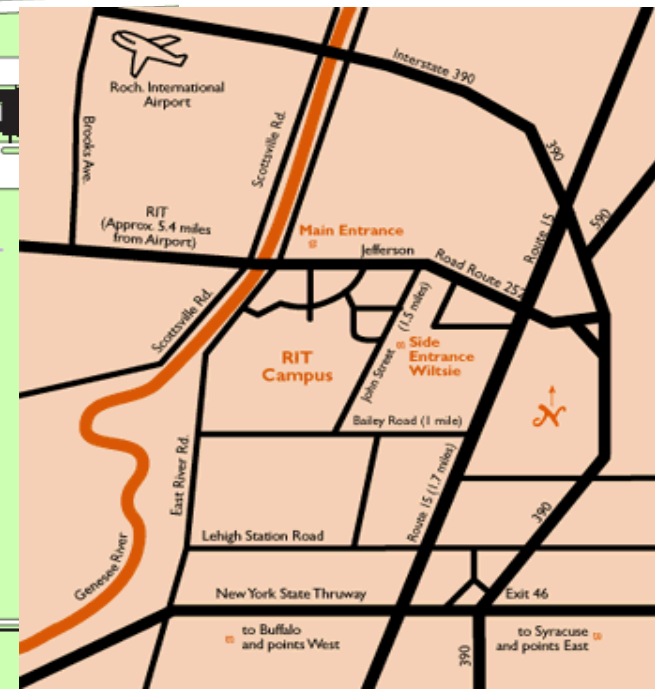 Interstate 390
Roch. International
Airport
Scottsville Rd.
Brooks Ave.
390
RIT
(Approx. 5.4 miles
from Airport)
Main Entrance
Jefferson
Road Route 252
Route 15
590
Scottsville Rd.
RIT
Campus
John Street
(1.5 miles)
Side
Entrance
Wiltsie
N
Bailey Road (1 mile)
East River Rd.
Route 15 (1.7 miles)
390
Lehigh Station Road
Genesee River
New York State Thruway
Exit 46
to Buffalo
and points West
to Syracuse
and points East
390